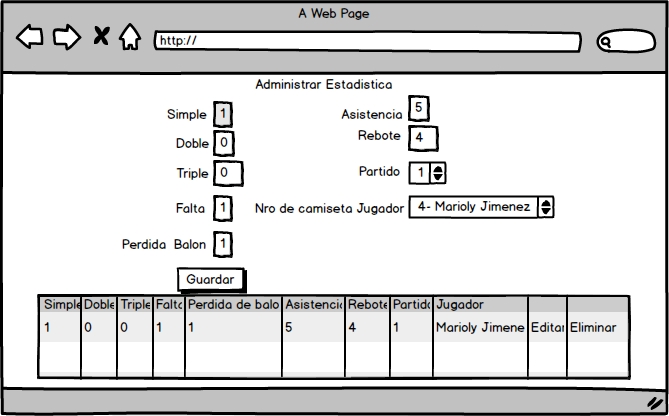 A Web Page
http://
Administrar Estadistica
Simple 1 Asistencia 5
Doble 0 Rebote 4
Triple 0 Partido 1
Falta 1 Nro de camiseta Jugador 4- Marioly Jimenez
Perdida Balon 1
Guardar
Simple Doble Triple Falta Perdida de balo Asistencia Rebote Partido Jugador
1 0 0 1 1 5 4 1 Marioly Jimene Editar Eliminar